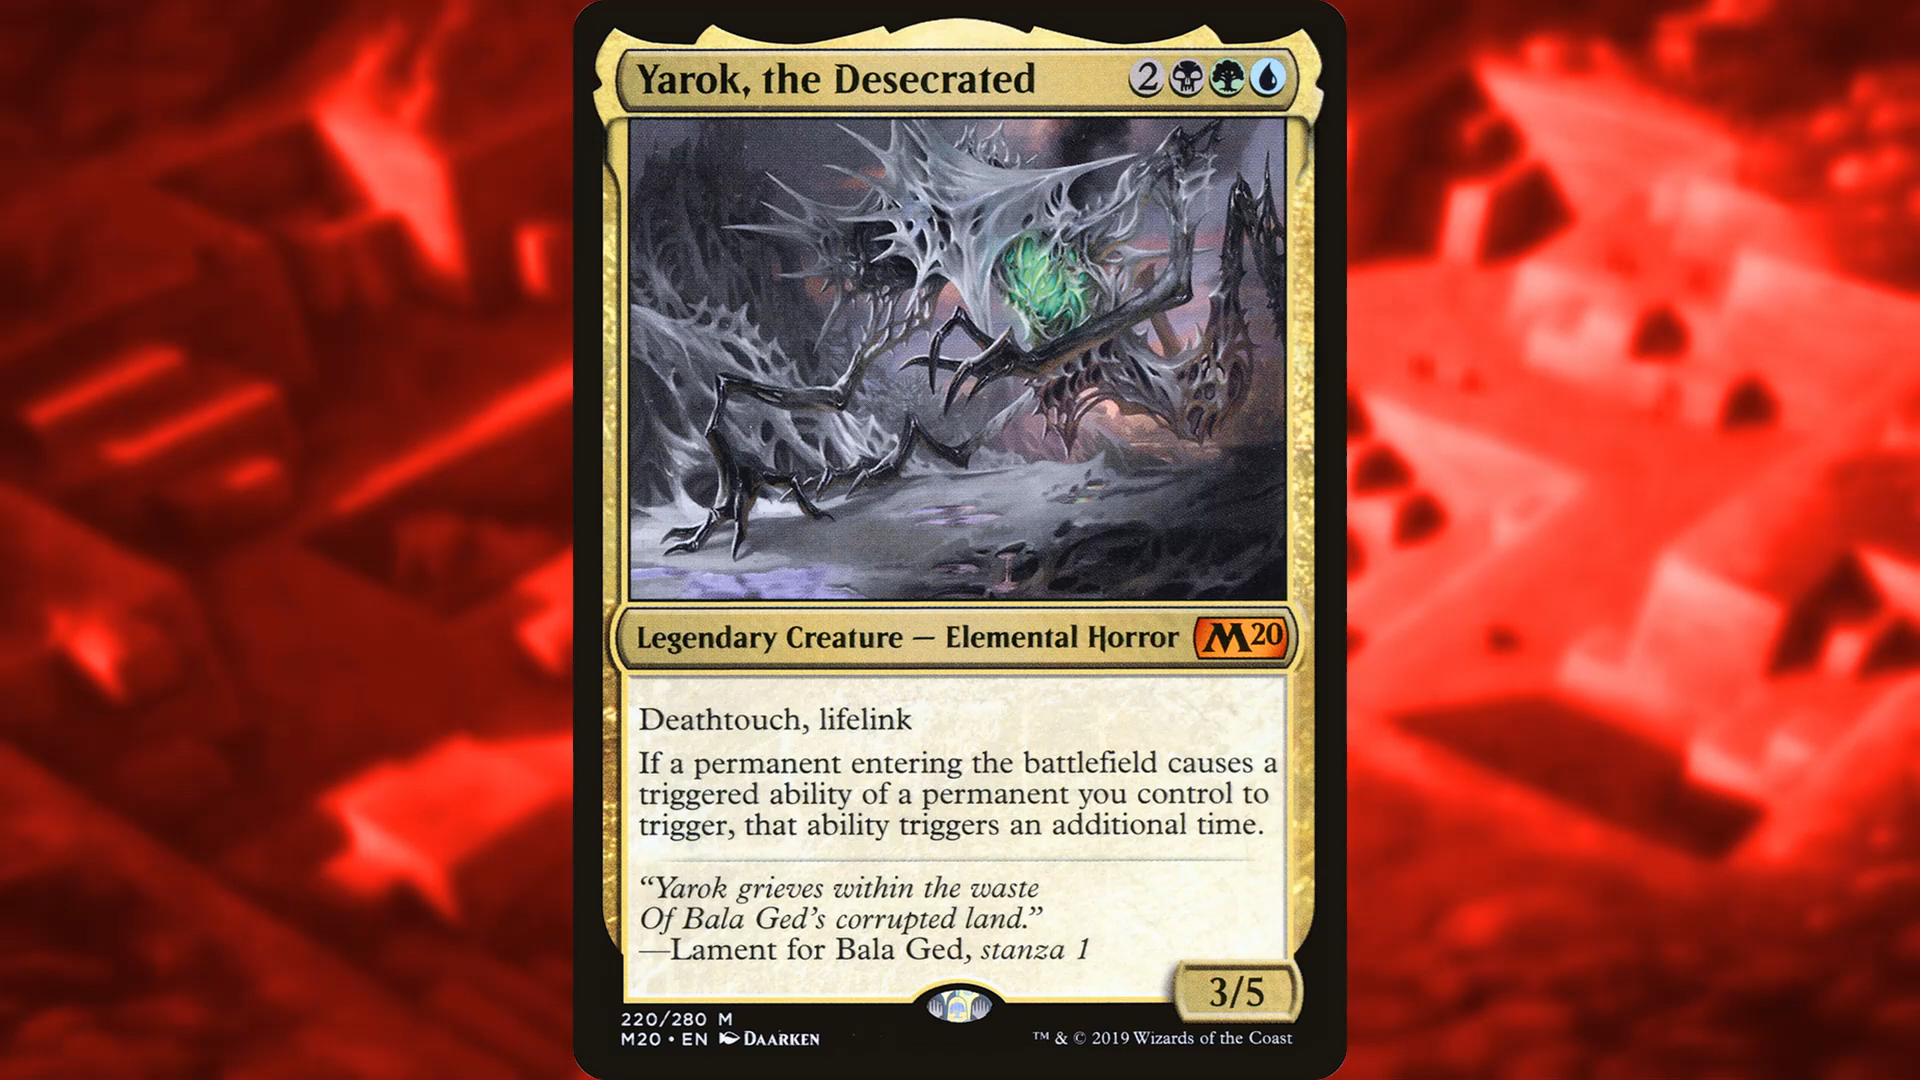 Yarok, the Desecrated 2
Legendary Creature — Elemental Horror M20
Deathtouch, lifelink
If a permanent entering the battlefield causes a
triggered ability of a permanent you control to
trigger, that ability triggers an additional time.
“Yarok grieves within the waste
Of Bala Ged’s corrupted land.”
—Lament for Bala Ged, stanza 1
3/5
220/280 M
M20 • EN DAARKEN
™ & © 2019 Wizards of the Coast